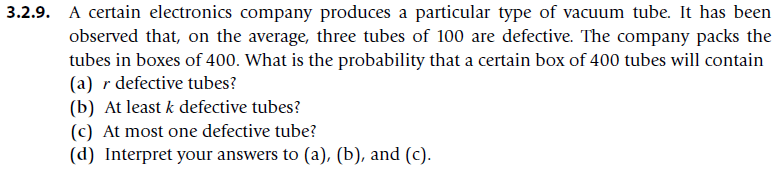 3.2.9. A certain electronics company produces a particular type of vacuum tube. It has been
observed that, on the average, three tubes of 100 are defective. The company packs the
tubes in boxes of 400. What is the probability that a certain box of 400 tubes will contain
(a) r defective tubes?
(b) At least k defective tubes?
(c) At most one defective tube?
(d) Interpret your answers to (a), (b), and (c).